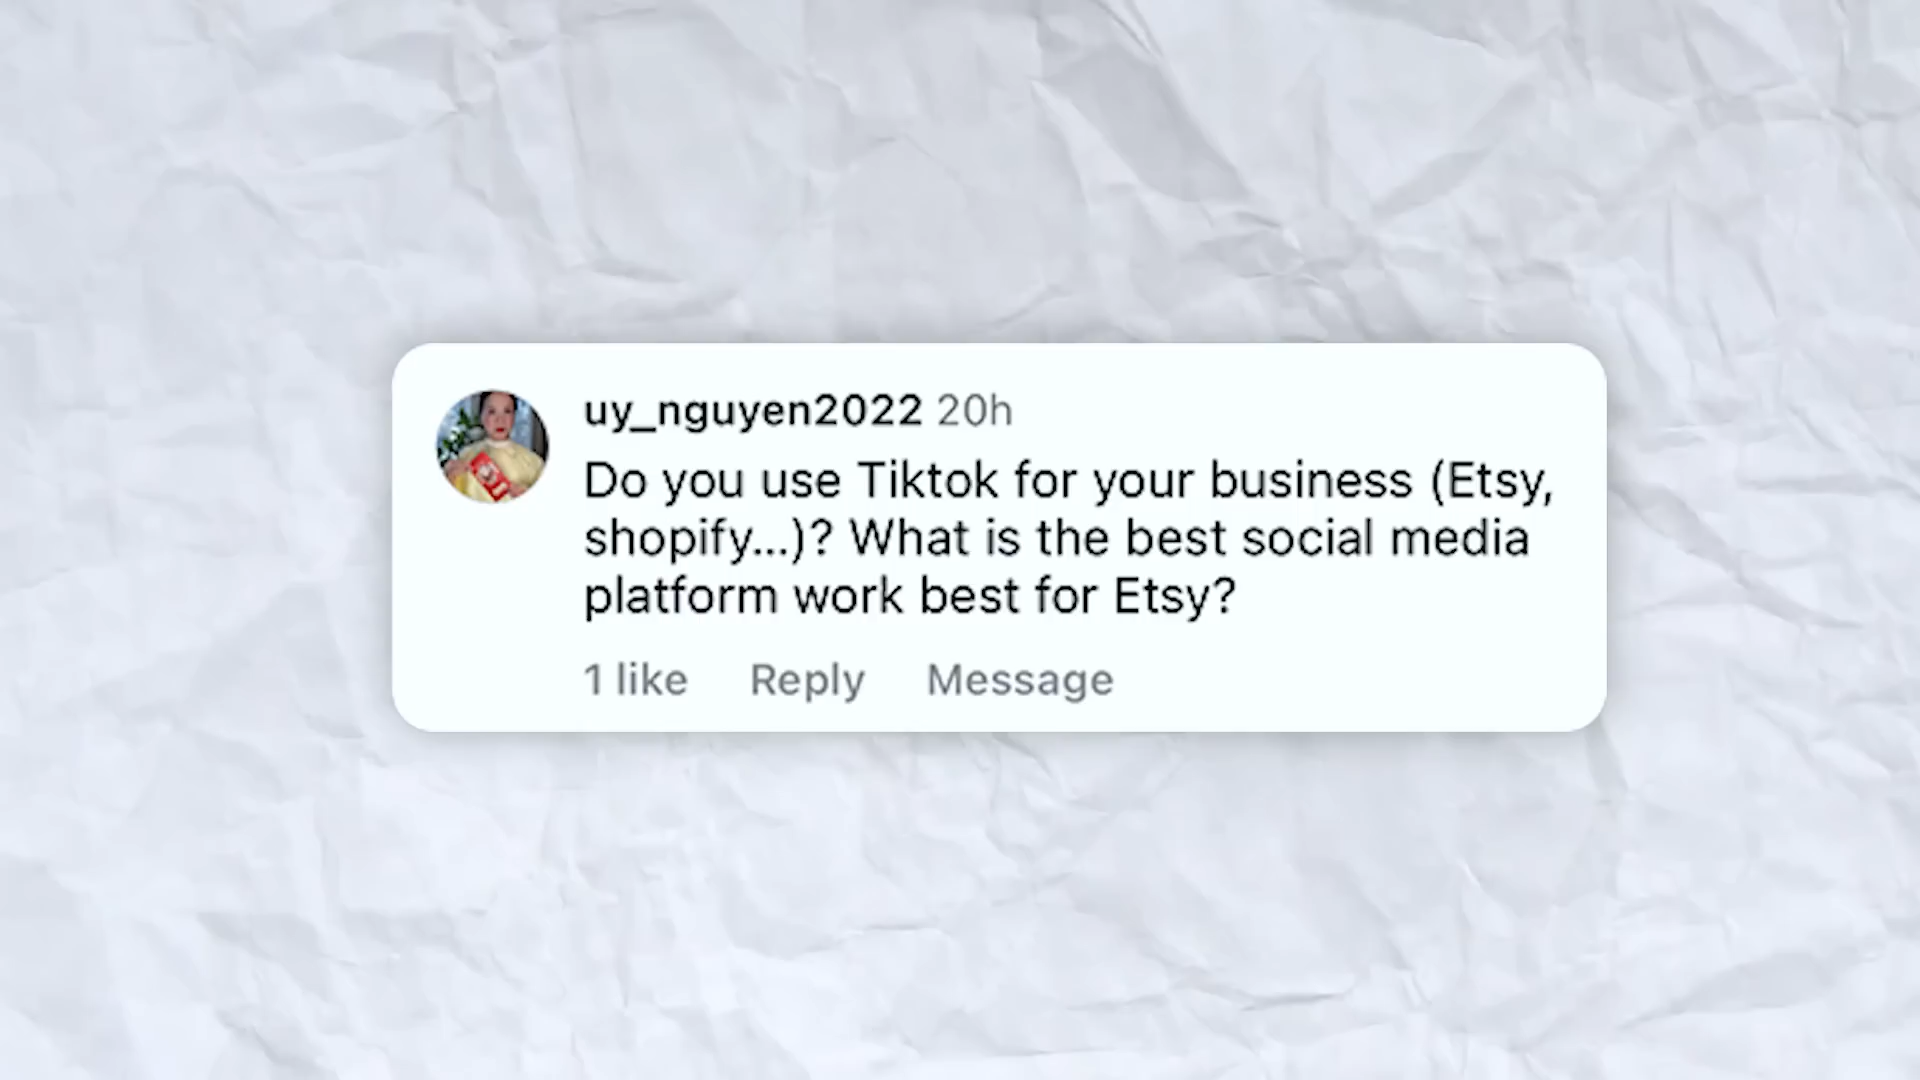 uy_nguyen2022 20h
Do you use Tiktok for your business (Etsy,
shopify...)? What is the best social media
platform work best for Etsy?
1 like Reply Message